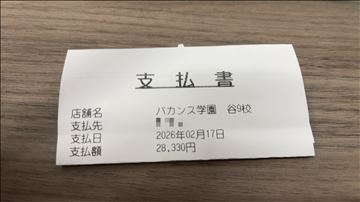 支払書
店舗名 バカンス学園 谷9校
支払先
支払日 2026年02月17日
支払額 28,330円